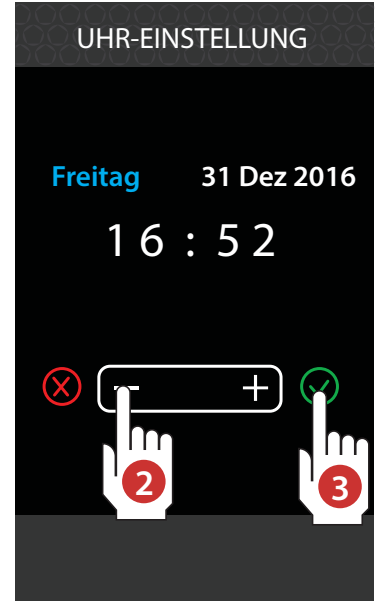 UHR-EINSTELLUNG
Freitag 31 Dez 2016
16 : 52
- +
2 3